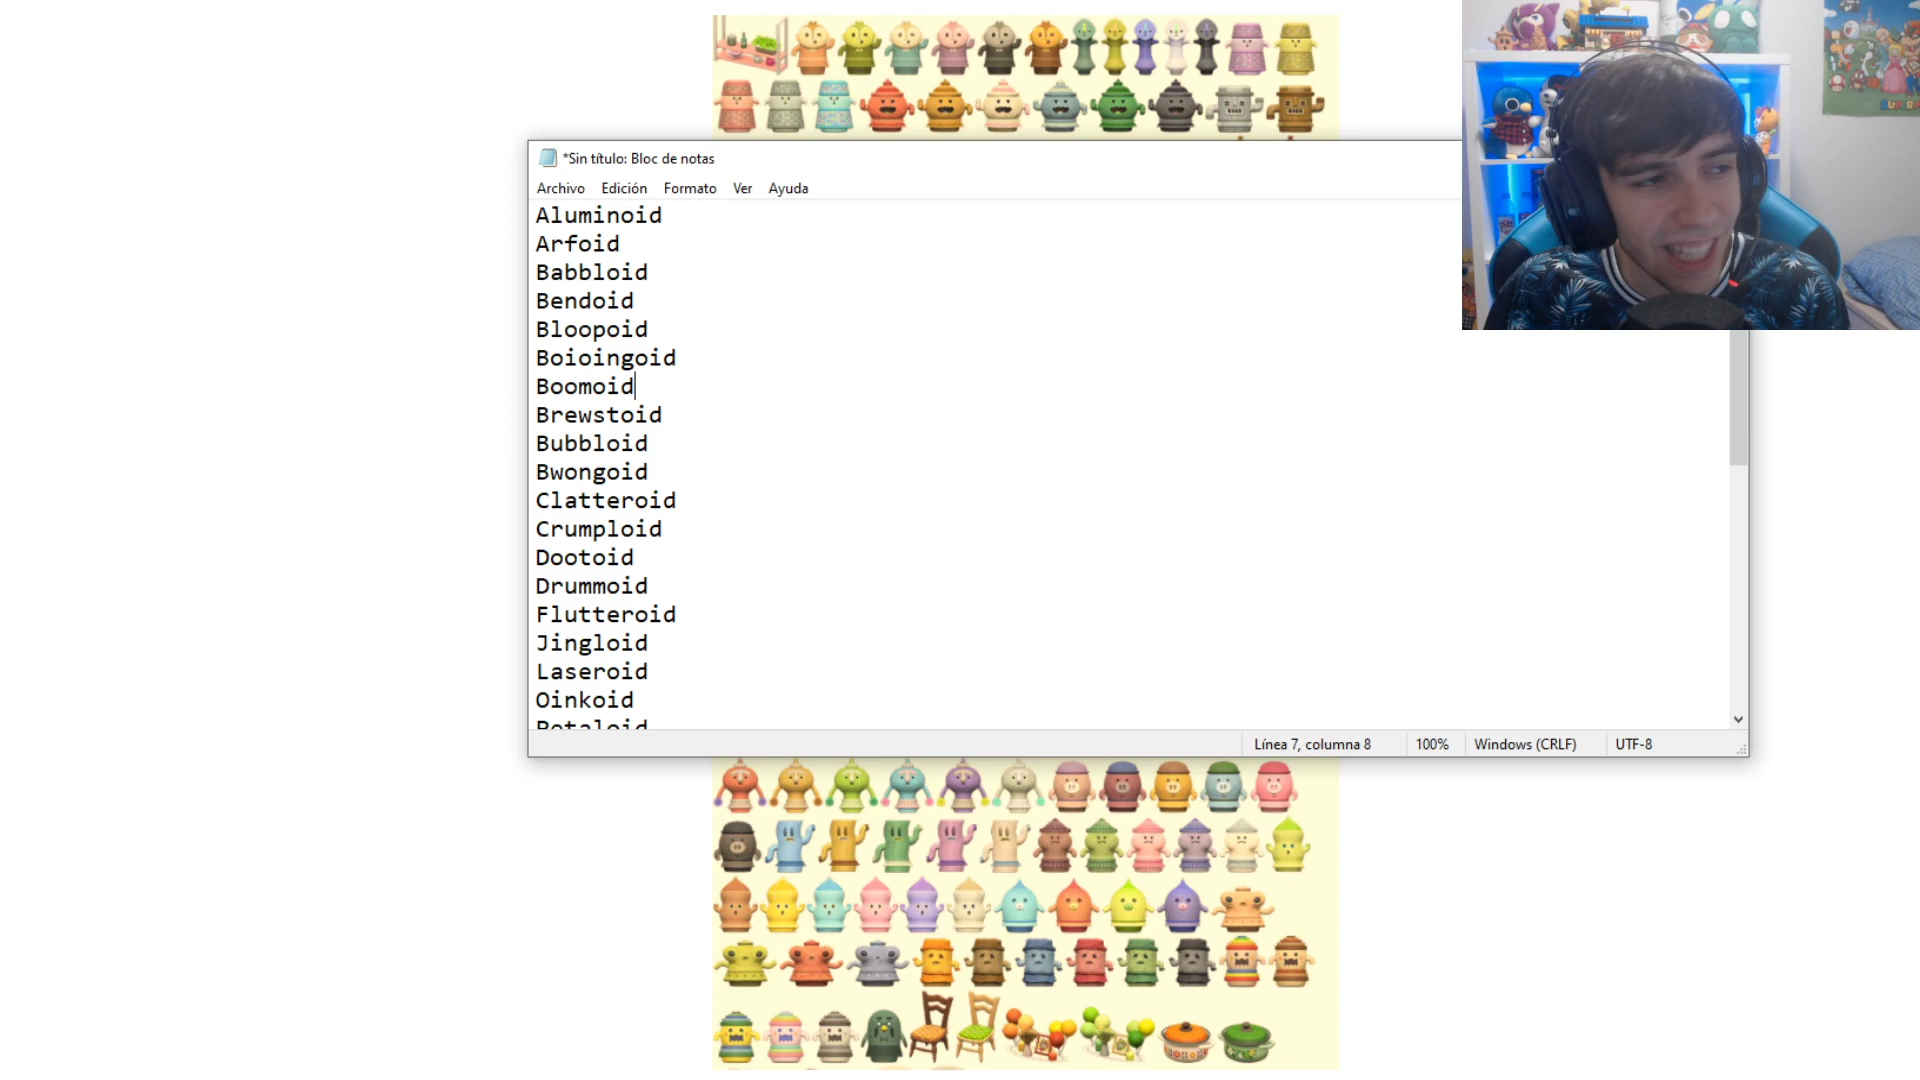 *Sin título: Bloc de notas
Archivo Edición Formato Ver Ayuda
Aluminoid
Arfoid
Babbloid
Bendoid
Bloopoid
Boioingoid
Boomoid
Brewstoid
Bubbloid
Bwongoid
Clatteroid
Crumploid
Dootoid
Drummoid
Flutteroid
Jingloid
Laseroid
Oinkoid
Petaloid
Línea 7, columna 8 100% Windows (CRLF) UTF-8